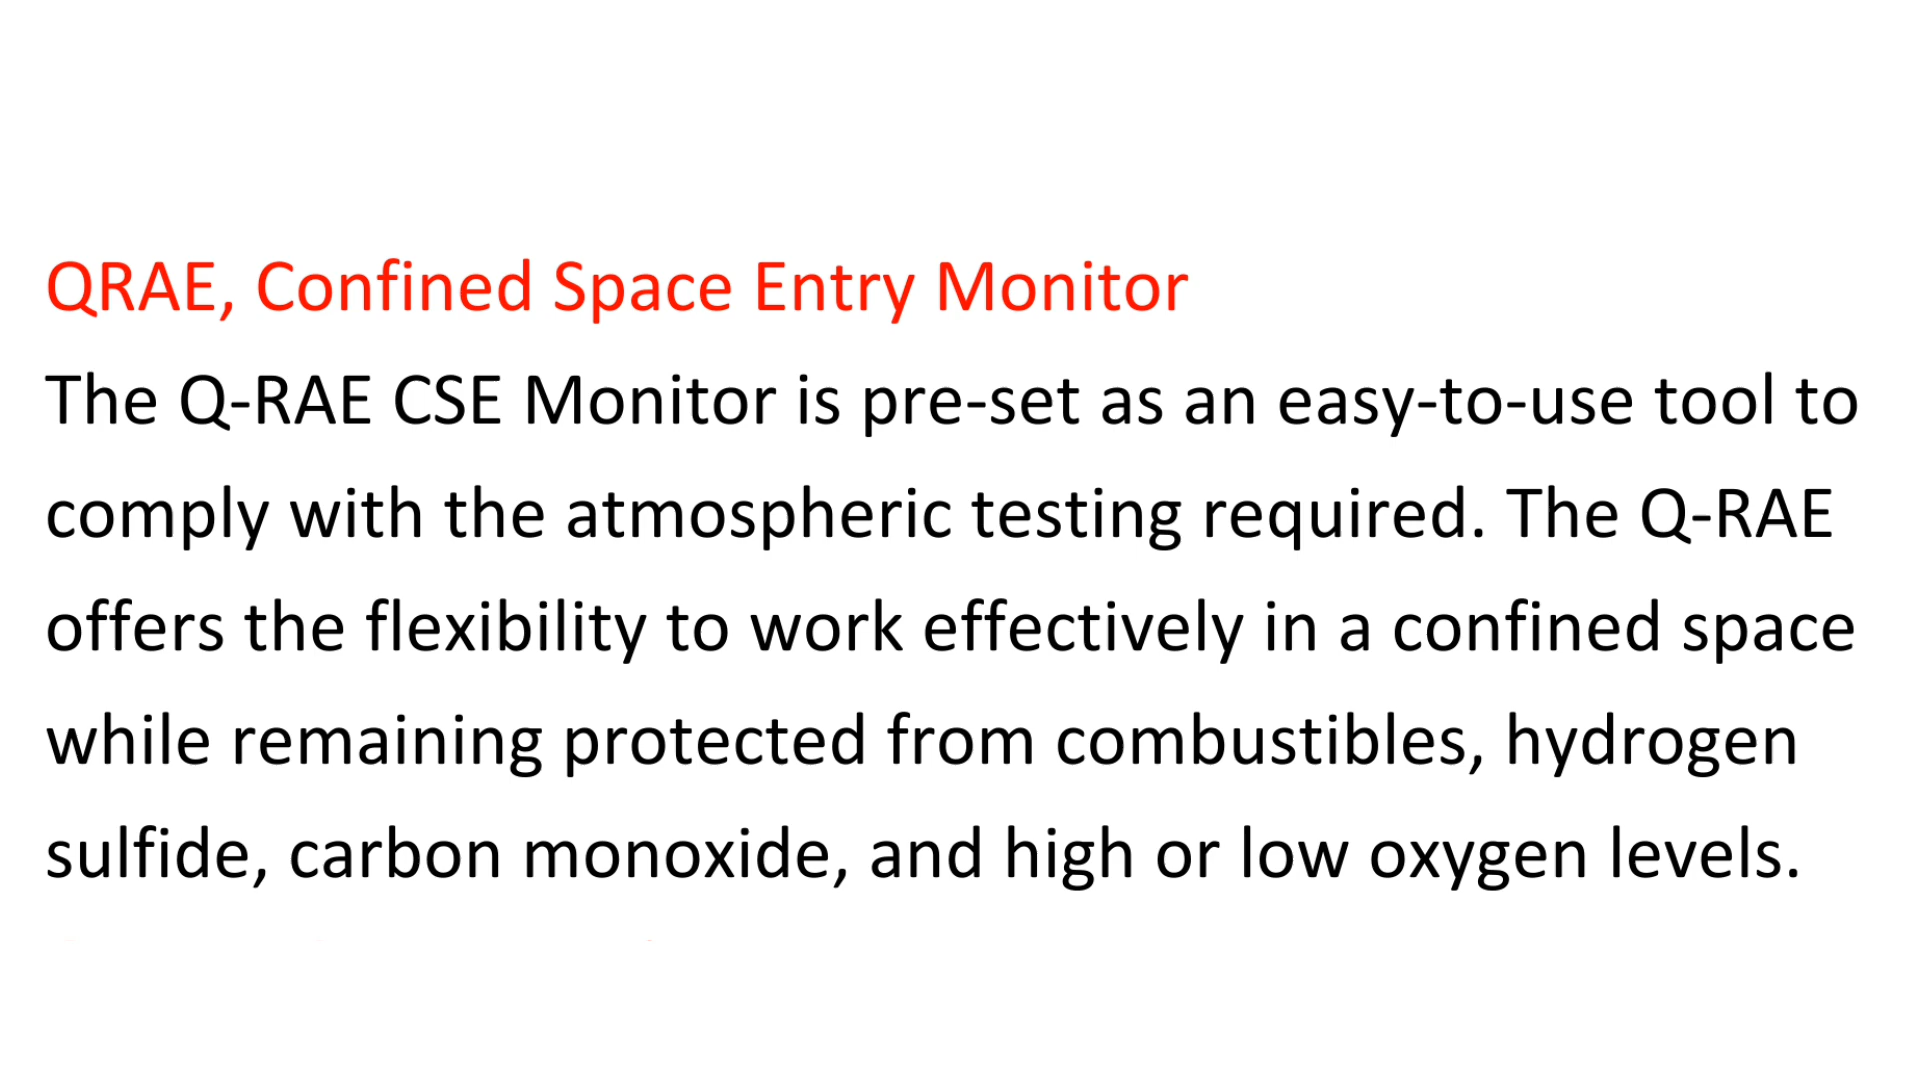 QRAE, Confined Space Entry Monitor
The Q-RAE CSE Monitor is pre-set as an easy-to-use tool to
comply with the atmospheric testing required. The Q-RAE
offers the flexibility to work effectively in a confined space
while remaining protected from combustibles, hydrogen
sulfide, carbon monoxide, and high or low oxygen levels.